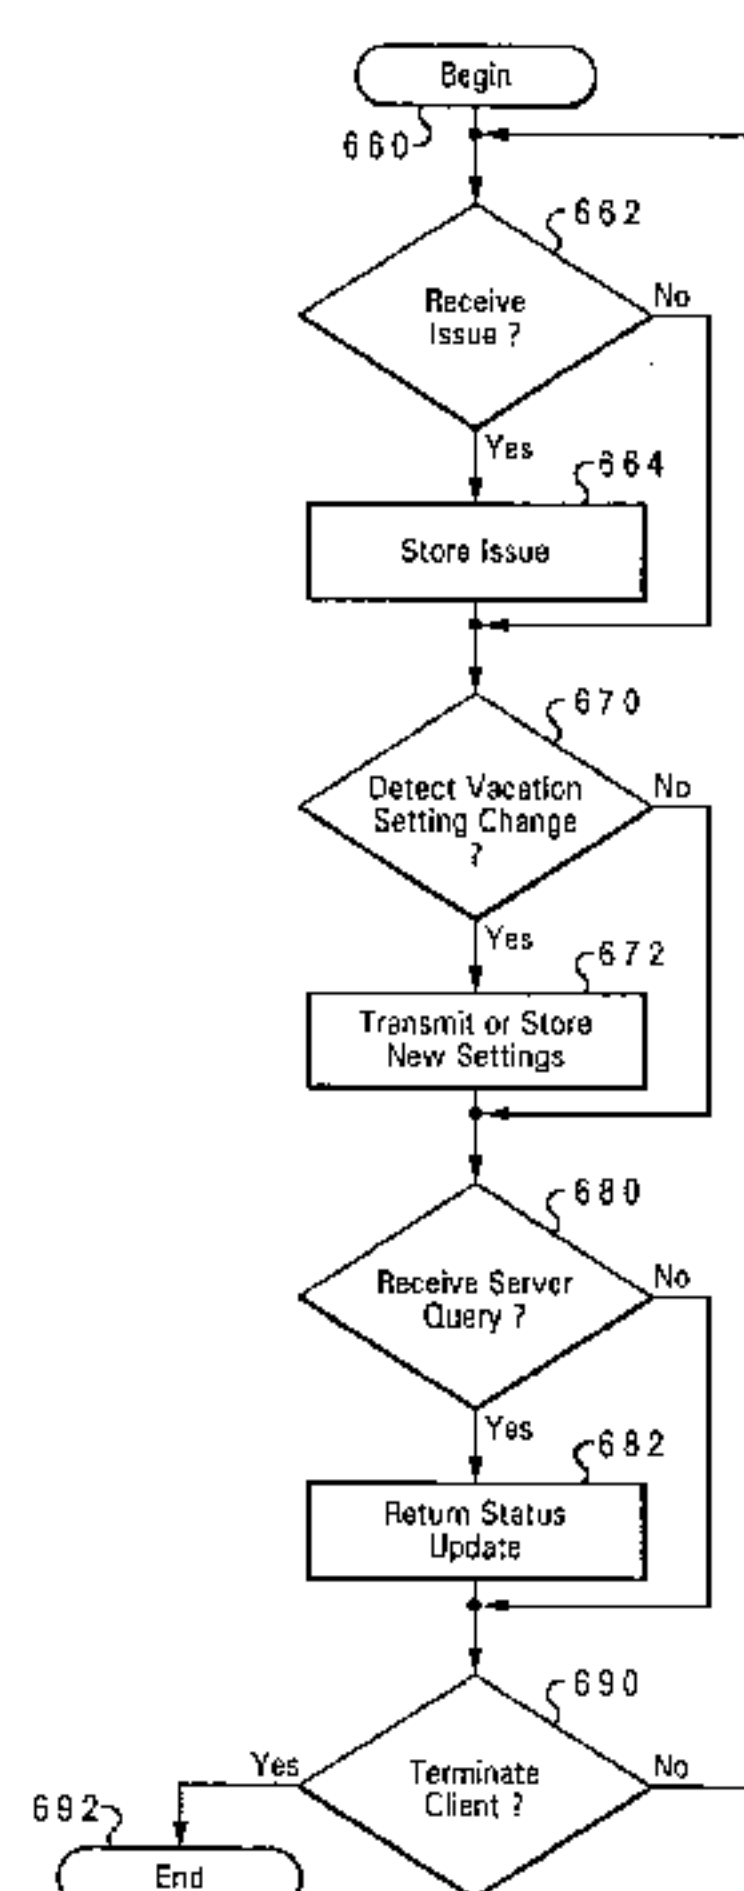 Begin
660
662
Receive
Issue ?
No
Yes
664
Store Issue
670
Detect Vacation
Setting Change
?
No
Yes
672
Transmit or Store
New Settings
680
Receive Server
Query ?
No
Yes
682
Return Status
Update
690
Terminate
Client ?
Yes
No
692
End